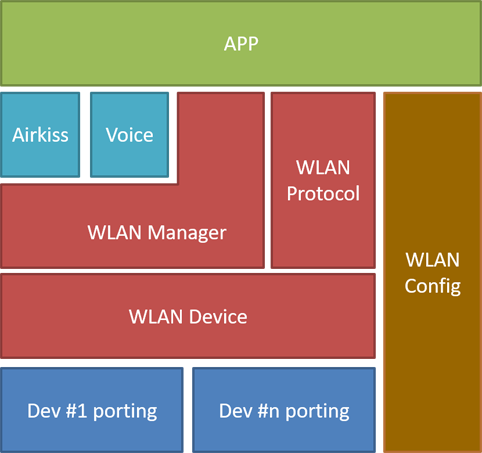 APP
Airkiss
Voice
WLAN
Protocol
WLAN Manager
WLAN
Config
WLAN Device
Dev #1 porting
Dev #n porting